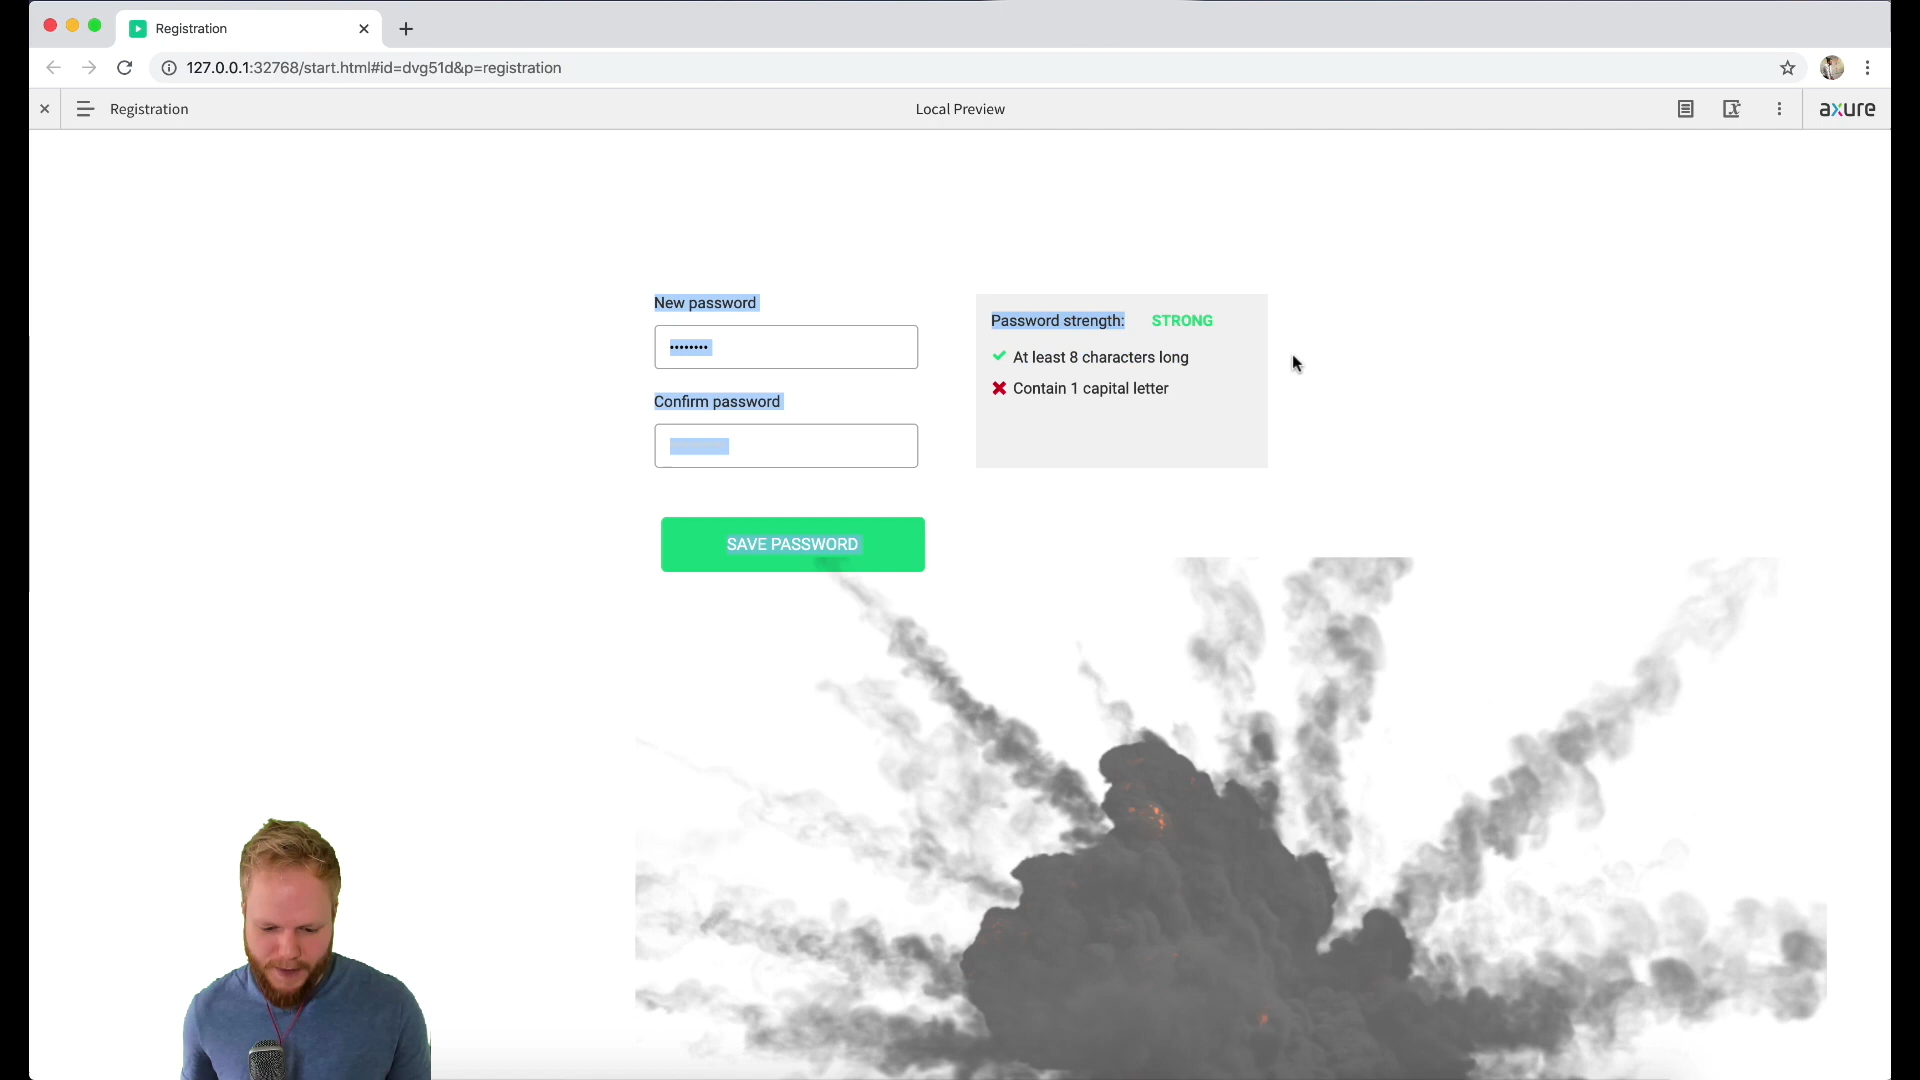 Registration
127.0.0.1:32768/start.html#id=dvg51d&p=registration
Registration
Local Preview
axure
New password
••••••••
Password strength: STRONG
At least 8 characters long
Contain 1 capital letter
Confirm password
SAVE PASSWORD